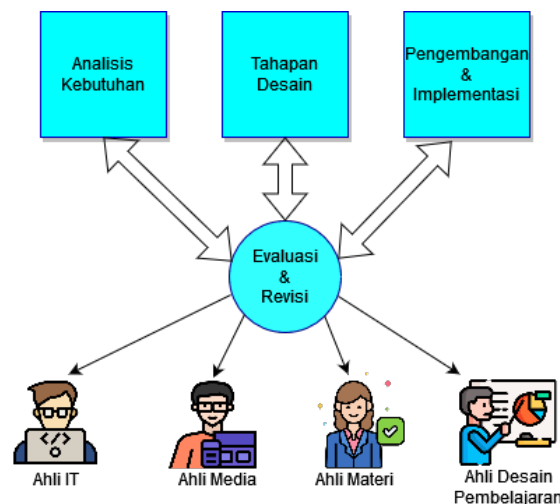 Analisis
Kebutuhan
Tahapan
Desain
Pengembangan
&
Implementasi
Evaluasi
&
Revisi
Ahli IT
Ahli Media
Ahli Materi
Ahli Desain
Pembelajaran